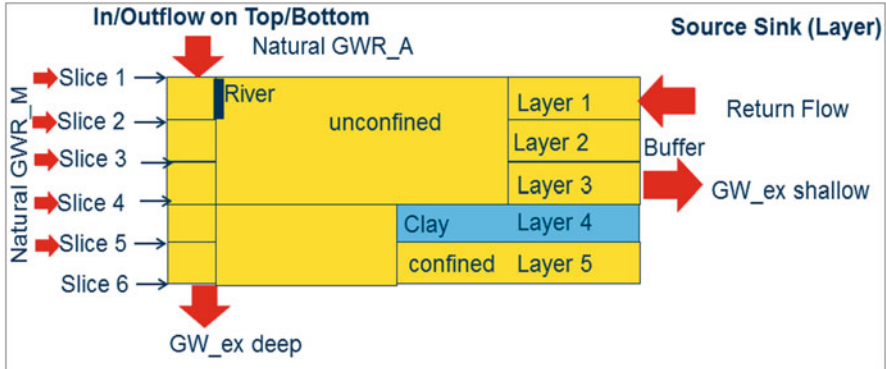 In/Outflow on Top/Bottom
Source Sink (Layer)
Natural GWR_A
Natural GWR_M
Slice 1
Slice 2
Slice 3
Slice 4
Slice 5
Slice 6
River
unconfined
Layer 1
Return Flow
Layer 2
Buffer
Layer 3
GW_ex shallow
Clay Layer 4
confined Layer 5
GW_ex deep